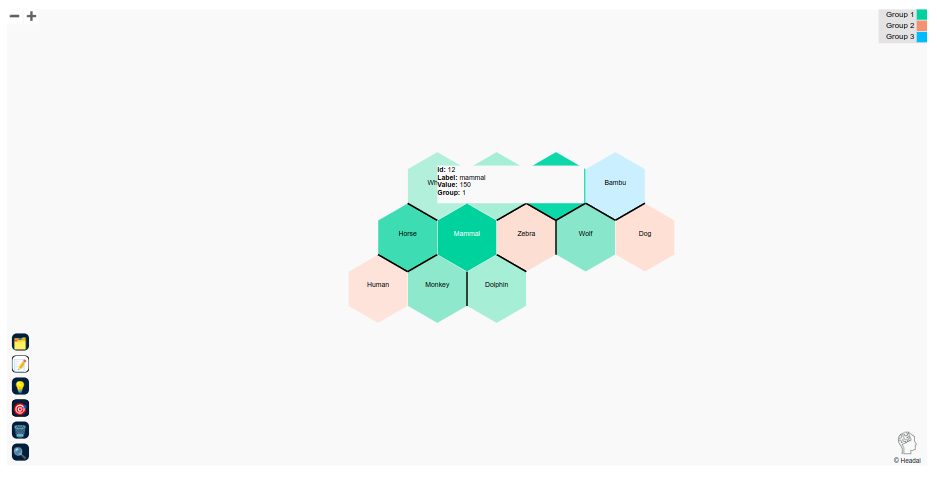 Group 1
Group 2
Group 3
Id: 12
Label: mammal
Value: 150
Group: 1
Bambu
Horse
Mammal
Zebra
Wolf
Dog
Human
Monkey
Dolphin
© Headai